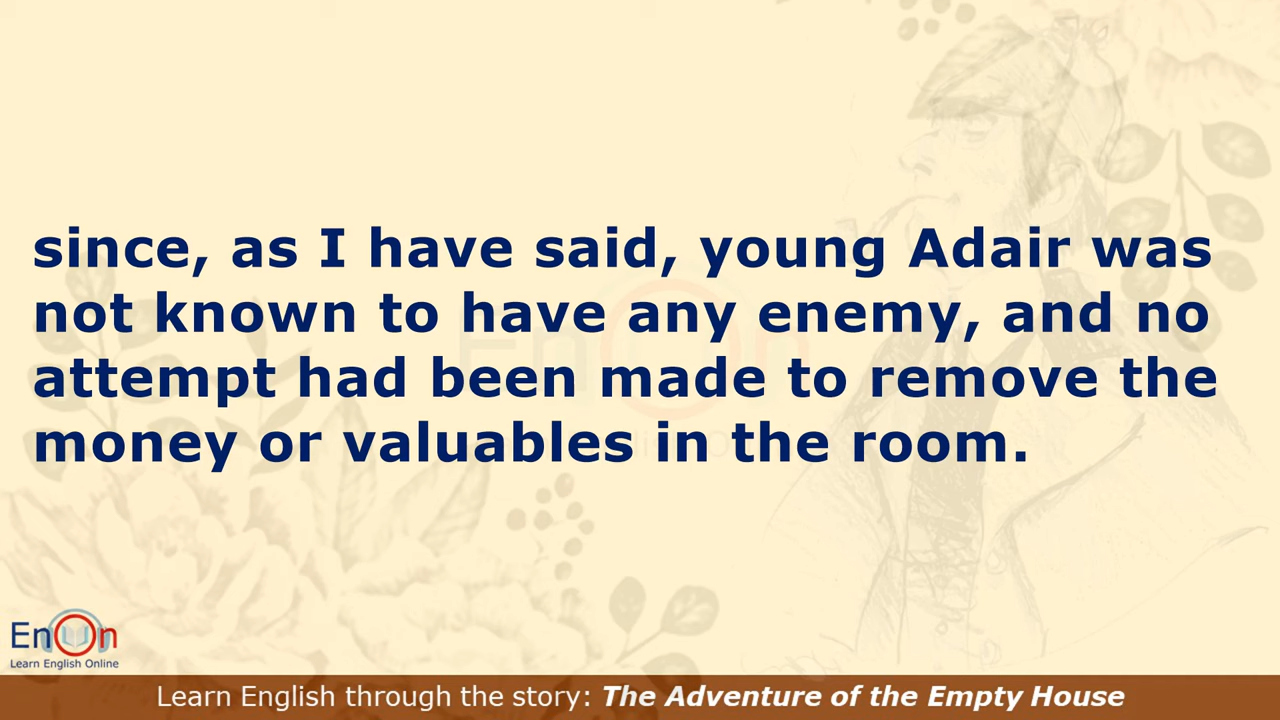 since, as I have said, young Adair was
not known to have any enemy, and no
attempt had been made to remove the
money or valuables in the room.
EnOn
Learn English Online
Learn English through the story: The Adventure of the Empty House